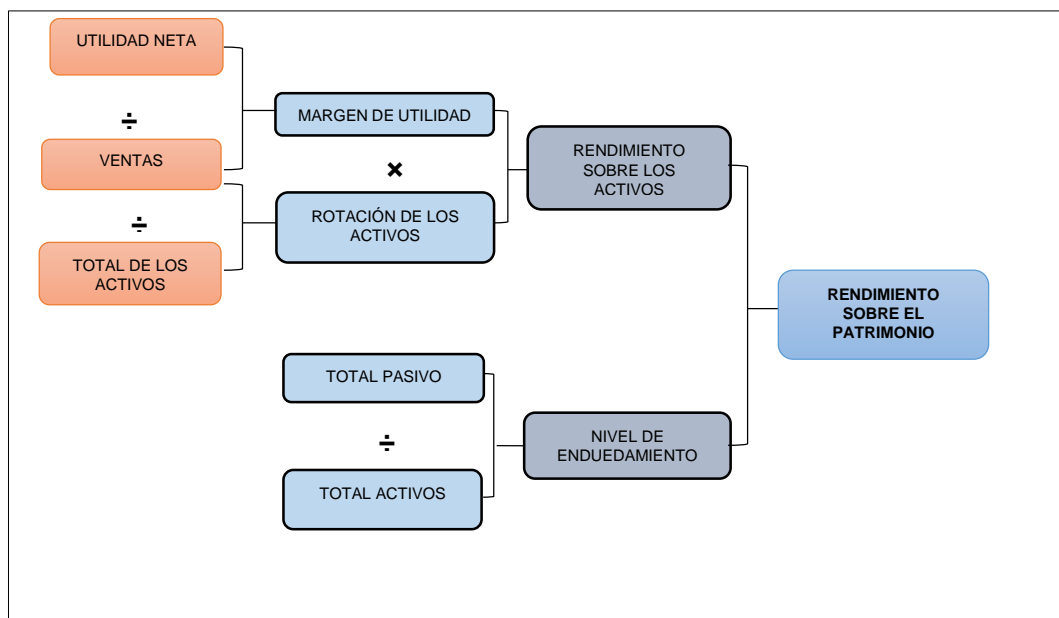 UTILIDAD NETA
÷
VENTAS
÷
TOTAL DE LOS
ACTIVOS
MARGEN DE UTILIDAD
×
ROTACIÓN DE LOS
ACTIVOS
RENDIMIENTO
SOBRE LOS
ACTIVOS
TOTAL PASIVO
÷
TOTAL ACTIVOS
NIVEL DE
ENDUEDAMIENTO
RENDIMIENTO
SOBRE EL
PATRIMONIO